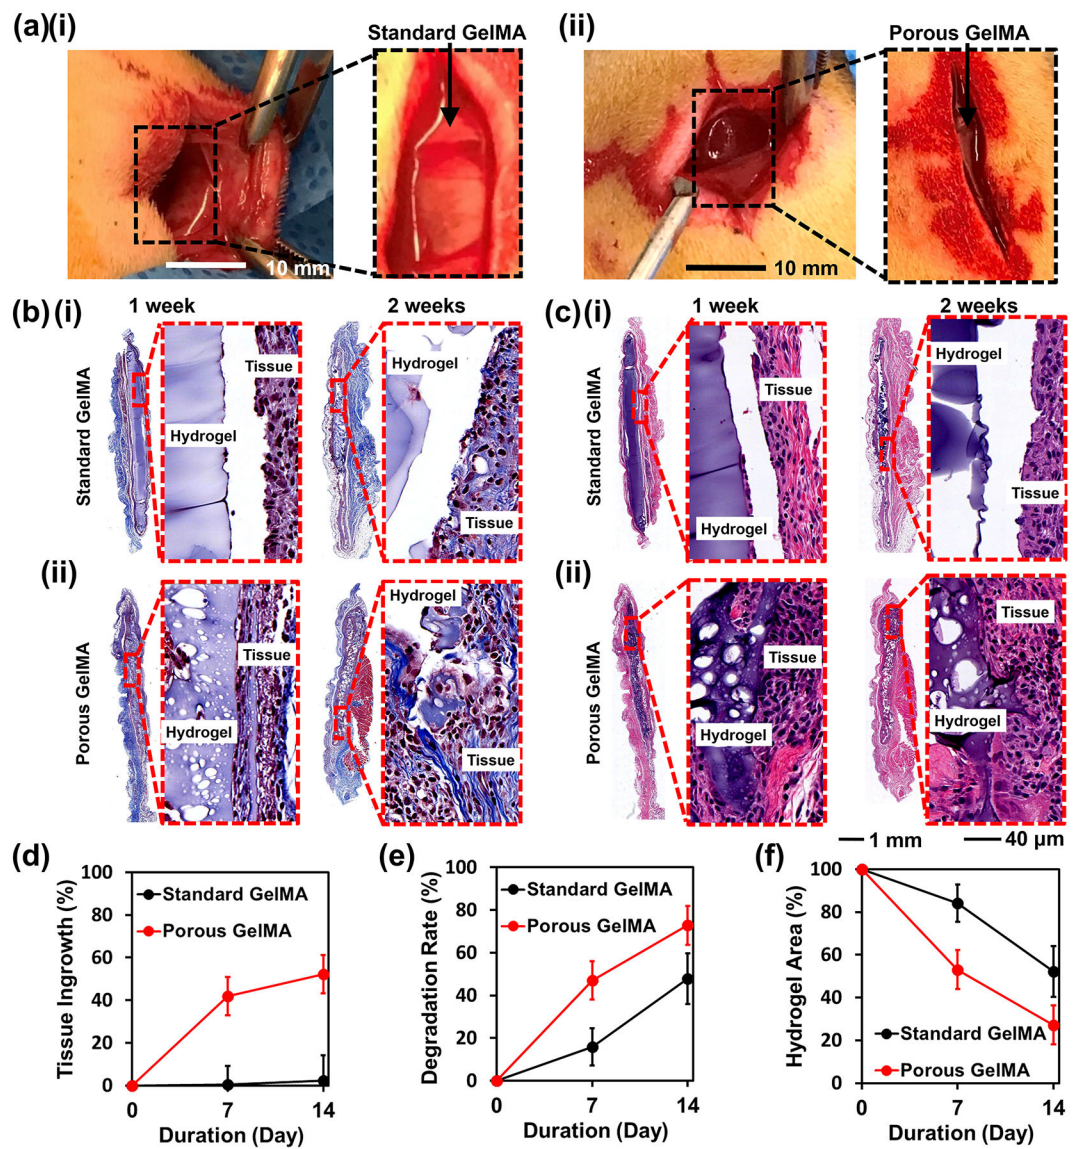 (a)(i)
Standard GelMA
10 mm
(ii)
Porous GelMA
10 mm
(b)(i)
1 week
2 weeks
Standard GelMA
Tissue
Hydrogel
Hydrogel
Tissue
(ii)
Porous GelMA
Tissue
Hydrogel
Hydrogel
Tissue
(c)(i)
1 week
2 weeks
Standard GelMA
Tissue
Hydrogel
Hydrogel
Tissue
(ii)
Porous GelMA
Tissue
Hydrogel
Tissue
Hydrogel
1 mm
40 µm
(d)
Tissue Ingrowth (%)
100
80
60
40
20
0
Standard GelMA
Porous GelMA
0 7 14
Duration (Day)
(e)
Degradation Rate (%)
100
80
60
40
20
0
Standard GelMA
Porous GelMA
0 7 14
Duration (Day)
(f)
Hydrogel Area (%)
100
80
60
40
20
0
Standard GelMA
Porous GelMA
0 7 14
Duration (Day)